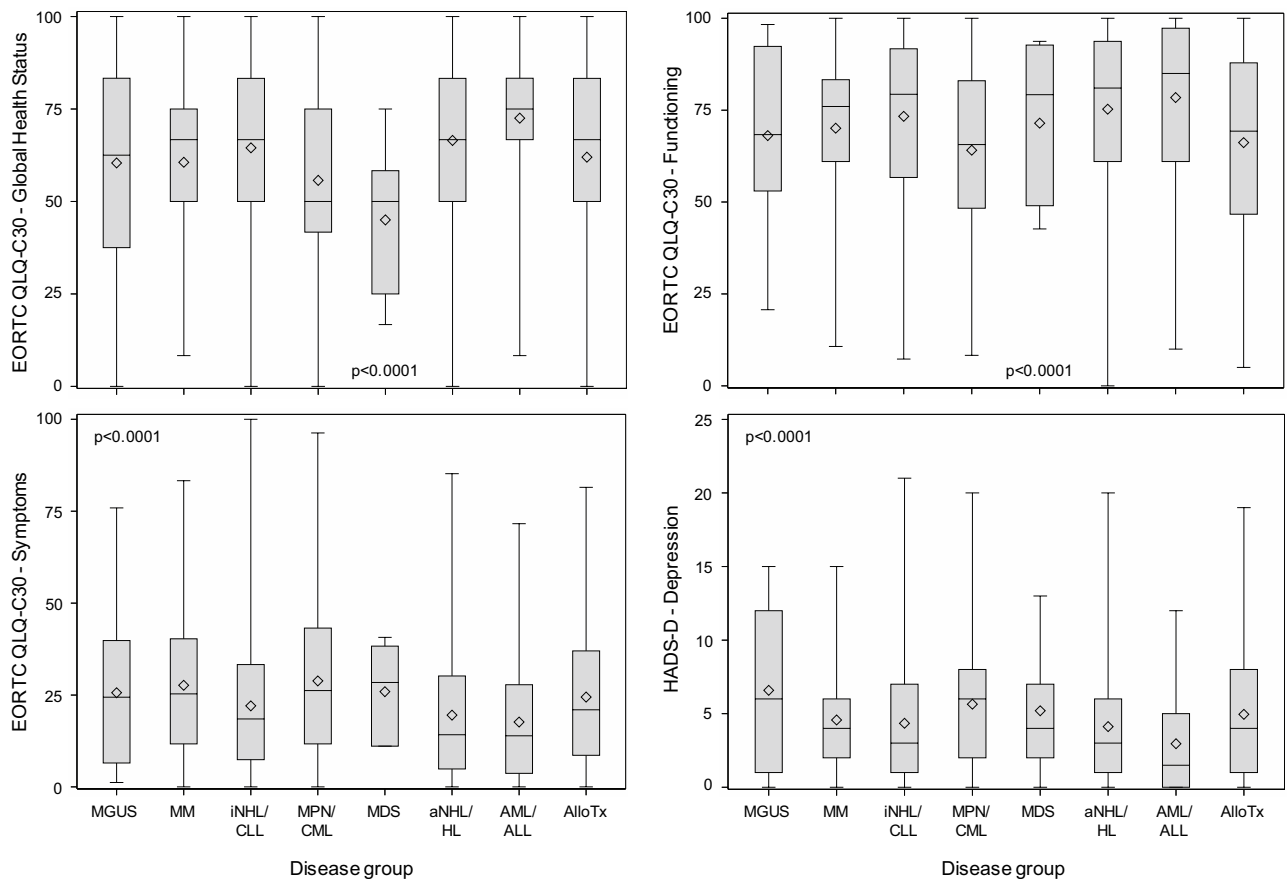 EORTC QLQ-C30 - Global Health Status
100
75
50
25
0
p<0.0001
EORTC QLQ-C30 - Functioning
100
75
50
25
0
p<0.0001
EORTC QLQ-C30 - Symptoms
100
75
50
25
0
p<0.0001
MGUS MM iNHL/ MPN/ MDS aNHL/ AML/ AlloTx
CLL CML HL ALL
Disease group
HADS-D - Depression
25
20
15
10
5
0
p<0.0001
MGUS MM iNHL/ MPN/ MDS aNHL/ AML/ AlloTx
CLL CML HL ALL
Disease group